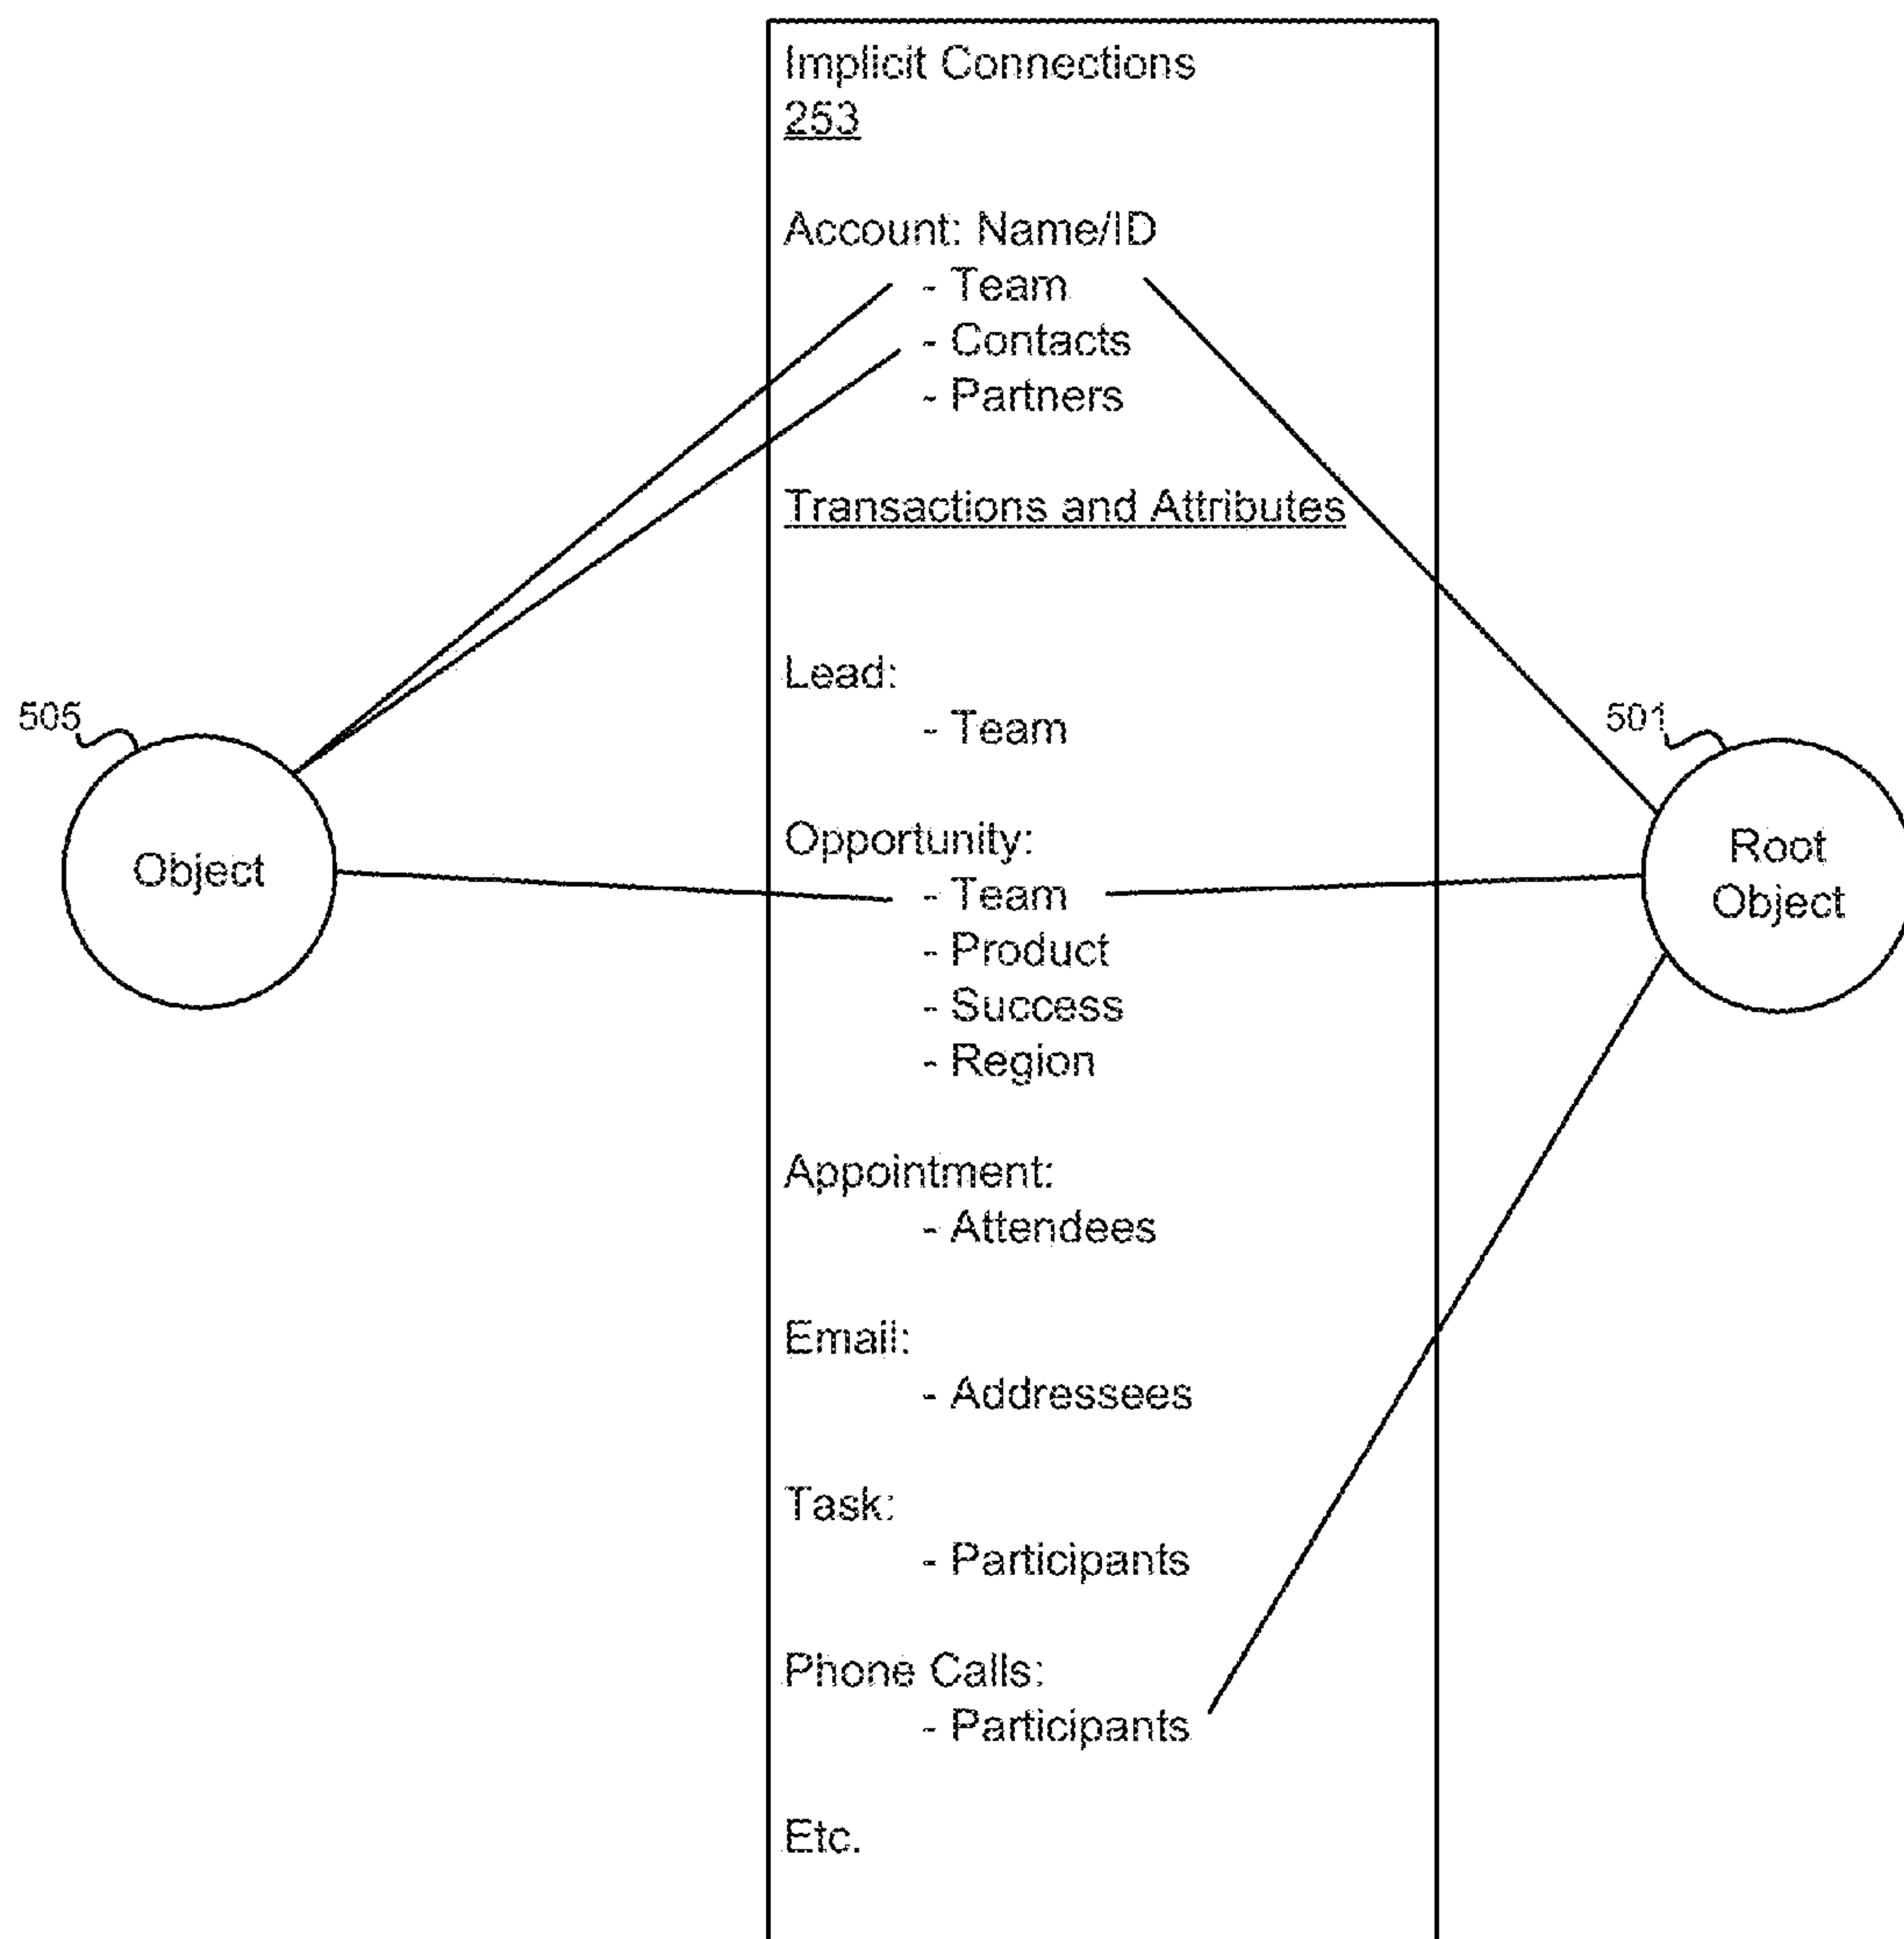 Implicit Connections
253
Account: Name/ID
- Team
- Contacts
- Partners
Transactions and Attributes
Lead:
- Team
Opportunity:
- Team
- Product
- Success
- Region
Appointment:
- Attendees
Email:
- Addressees
Task:
- Participants
Phone Calls:
- Participants
Etc.
505
Object
501
Root
Object